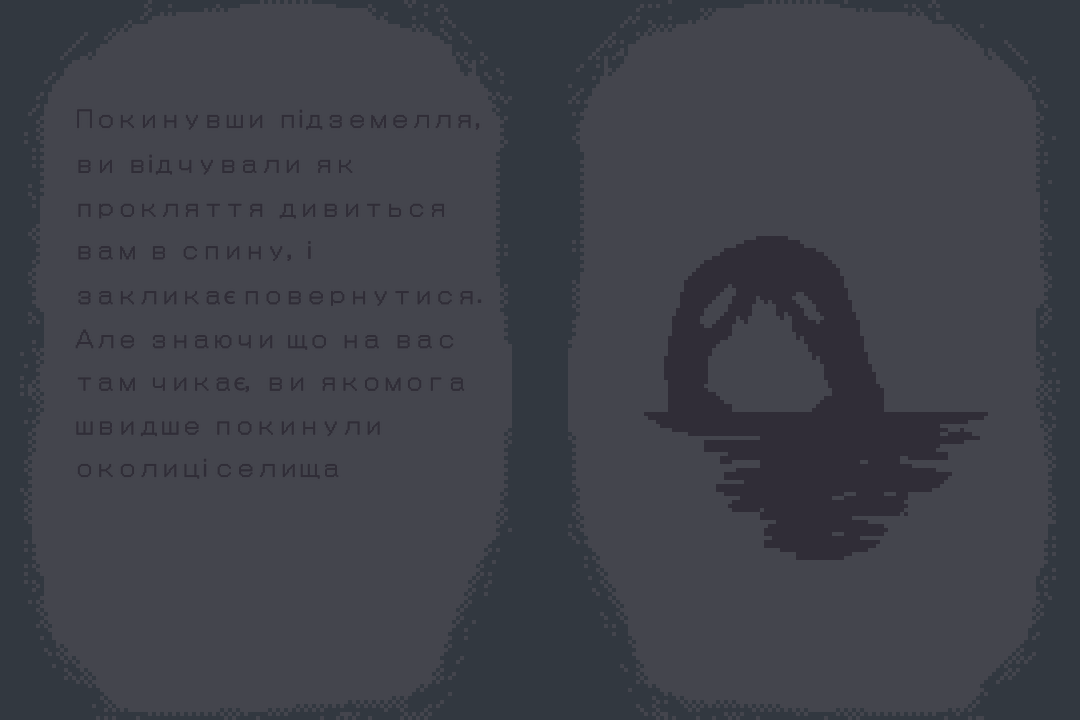 Покинувши підземелля,
ви відчували як
прокляття дивиться
вам в спину, і
закликає повернутися.
Але знаючи що на вас
там чикає, ви якомога
швидше покинули
околиці селища